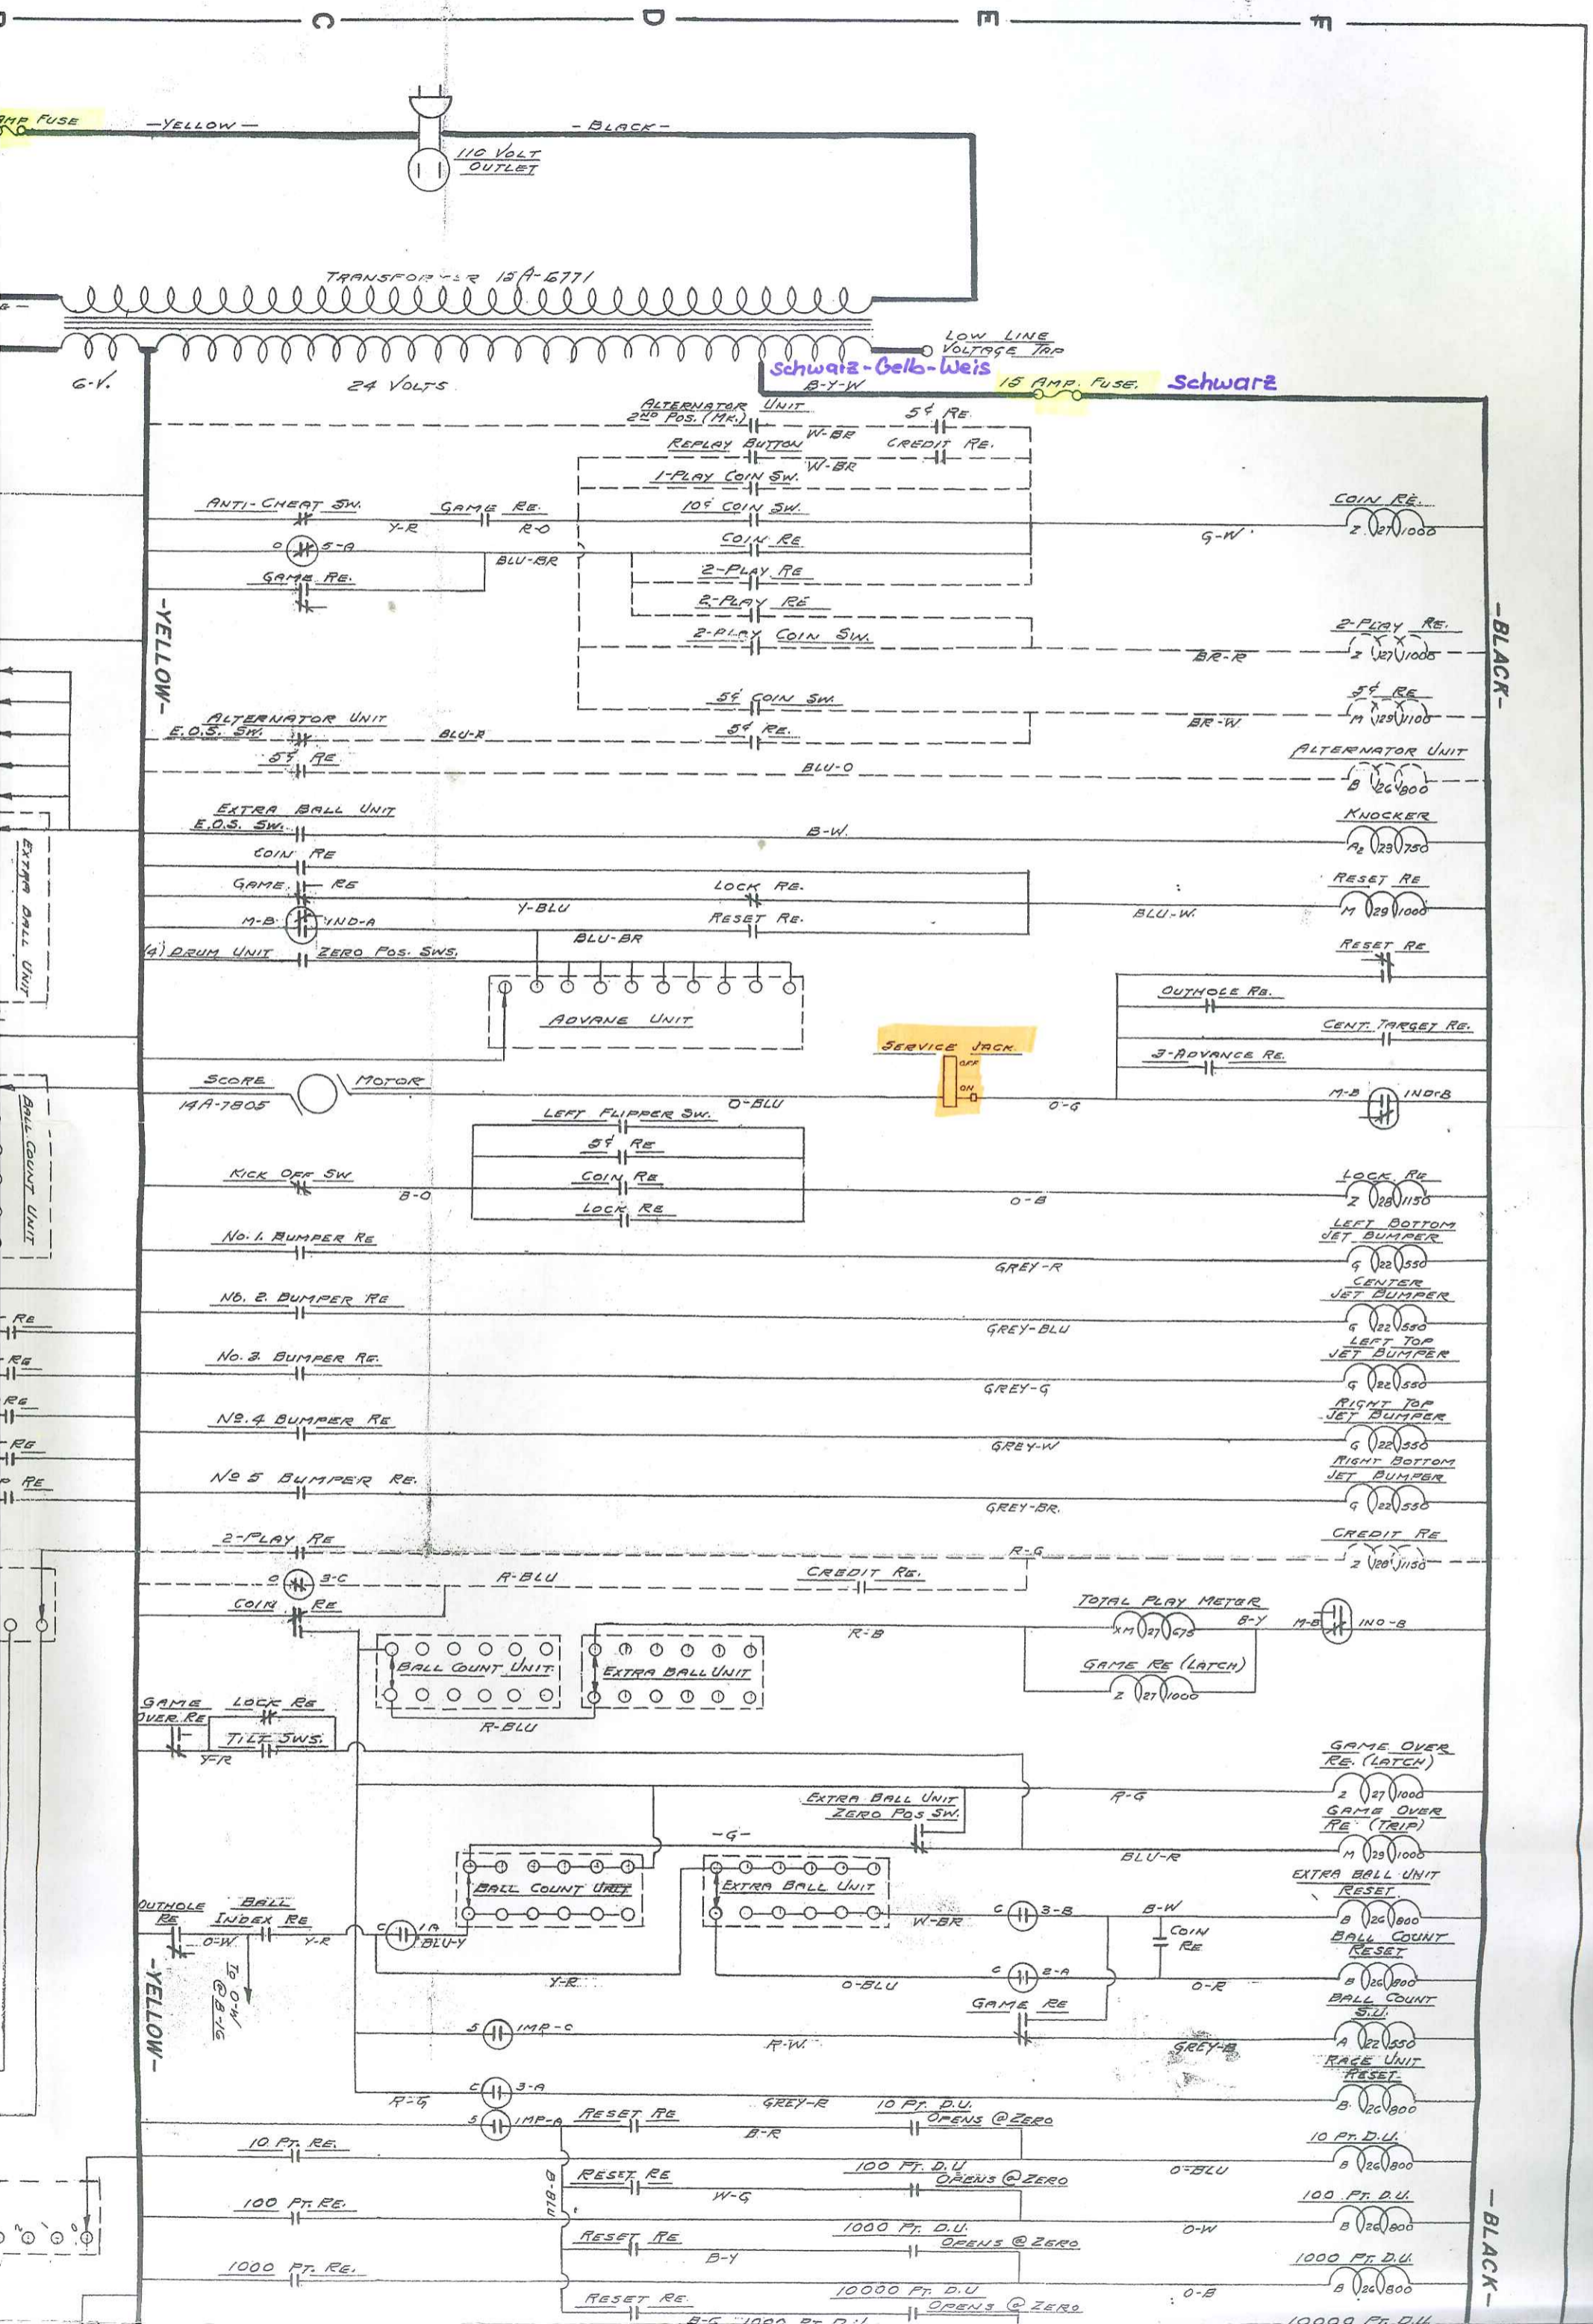 C D E F
AMP FUSE
-YELLOW-
-BLACK-
110 VOLT
OUTLET
15A-6771
LOW LINE
VOLTAGE TAP
6-V.
24 VOLTS
Schwarz-Gelb-Weis
B-Y-W
15 AMP. FUSE.
Schwarz
ALTERNATOR UNIT
2ND POS. (MK.)
W-BR
5¢ RE.
REPLAY BUTTON
W-BR
CREDIT RE.
1-PLAY COIN SW.
ANTI-CHEAT SW.
Y-R
GAME RE.
R-O
10¢ COIN SW.
G-W
COIN RE.
Z 27 1000
O 5-A
BLU-BR
COIN RE
GAME RE.
2-PLAY RE
2-PLAY RE
2-PLAY COIN SW.
BR-R
2-PLAY RE.
Z 27 1000
-YELLOW-
-BLACK-
5¢ COIN SW.
BR-W.
5¢ RE
M 29 1100
ALTERNATOR UNIT
E.O.S. SW.
BLU-R
5¢ RE.
5¢ RE
BLU-O
ALTERNATOR UNIT
B 26 800
EXTRA BALL UNIT
E.O.S. SW.
B-W.
KNOCKER
A2 23 750
EXTRA BALL UNIT
COIN RE
GAME RE
Y-BLU
LOCK RE.
BLU-W.
RESET RE
M 29 1000
M-B IND-A
BLU-BR
RESET RE.
(4) DRUM UNIT ZERO POS. SWS.
RESET RE
ADVANE UNIT
OUTHOLE RE.
CENT. TARGET RE.
3-ADVANCE RE.
SERVICE JACK.
OFF
ON
SCORE MOTOR
14A-7805
O-BLU
O-G
M-B IND-B
BALL COUNT UNIT
LEFT FLIPPER SW.
5¢ RE
KICK OFF SW
B-O
COIN RE
O-B
LOCK RE
Z 28 1150
LOCK RE
No. 1. BUMPER RE
GREY-R
LEFT BOTTOM
JET BUMPER
G 22 550
No. 2. BUMPER RE
GREY-BLU
CENTER
JET BUMPER
G 22 550
RE
No. 3. BUMPER RE.
GREY-G
LEFT TOP
JET BUMPER
G 22 550
RE
No. 4 BUMPER RE
GREY-W
RIGHT TOP
JET BUMPER
G 22 550
RE
RE
No 5 BUMPER RE.
GREY-BR.
RIGHT BOTTOM
JET BUMPER
G 22 550
RE
2-PLAY RE
R-G
CREDIT RE
Z 28 1150
O 3-C
R-BLU
CREDIT RE.
COIN RE
R-B
TOTAL PLAY METER
XM 27 675
B-Y
M-B IND-B
BALL COUNT UNIT
EXTRA BALL UNIT
R-BLU
GAME RE (LATCH)
Z 27 1000
GAME
OVER RE
LOCK RE
TILT SWS.
Y-R
R-G
GAME OVER
RE. (LATCH)
Z 27 1000
EXTRA BALL UNIT
ZERO POS SW.
-G-
BLU-R
GAME OVER
RE (TRIP)
M 29 1000
BALL COUNT UNIT
EXTRA BALL UNIT
W-BR
C 3-B
B-W
EXTRA BALL UNIT
RESET.
B 26 800
OUTHOLE
RE
O-W
BALL
INDEX RE
Y-R
C 1A
BLU-Y
TO O-W
@ B-16
Y-R
COIN
RE
O-BLU
C 2-A
O-R
BALL COUNT
RESET
B 26 800
-YELLOW-
GAME RE
5 IMP-C
R-W.
GREY-B
BALL COUNT
S.U.
A 22 550
R-G
C 3-A
GREY-R
RACE UNIT
RESET.
B 26 800
5 IMP-A
RESET RE
B-R
10 PT. D.U.
OPENS @ ZERO
10 PT. RE.
O-BLU
10 PT. D.U.
B 26 800
B-BLU
RESET RE
W-G
100 PT. D.U
OPENS @ ZERO
100 PT. RE.
O-W
100 PT. D.U.
B 26 800
-BLACK-
RESET RE
B-Y
1000 PT. D.U.
OPENS @ ZERO
1000 PT. RE.
O-B
1000 PT. D.U.
B 26 800
RESET RE.
10000 PT. D.U
OPENS @ ZERO